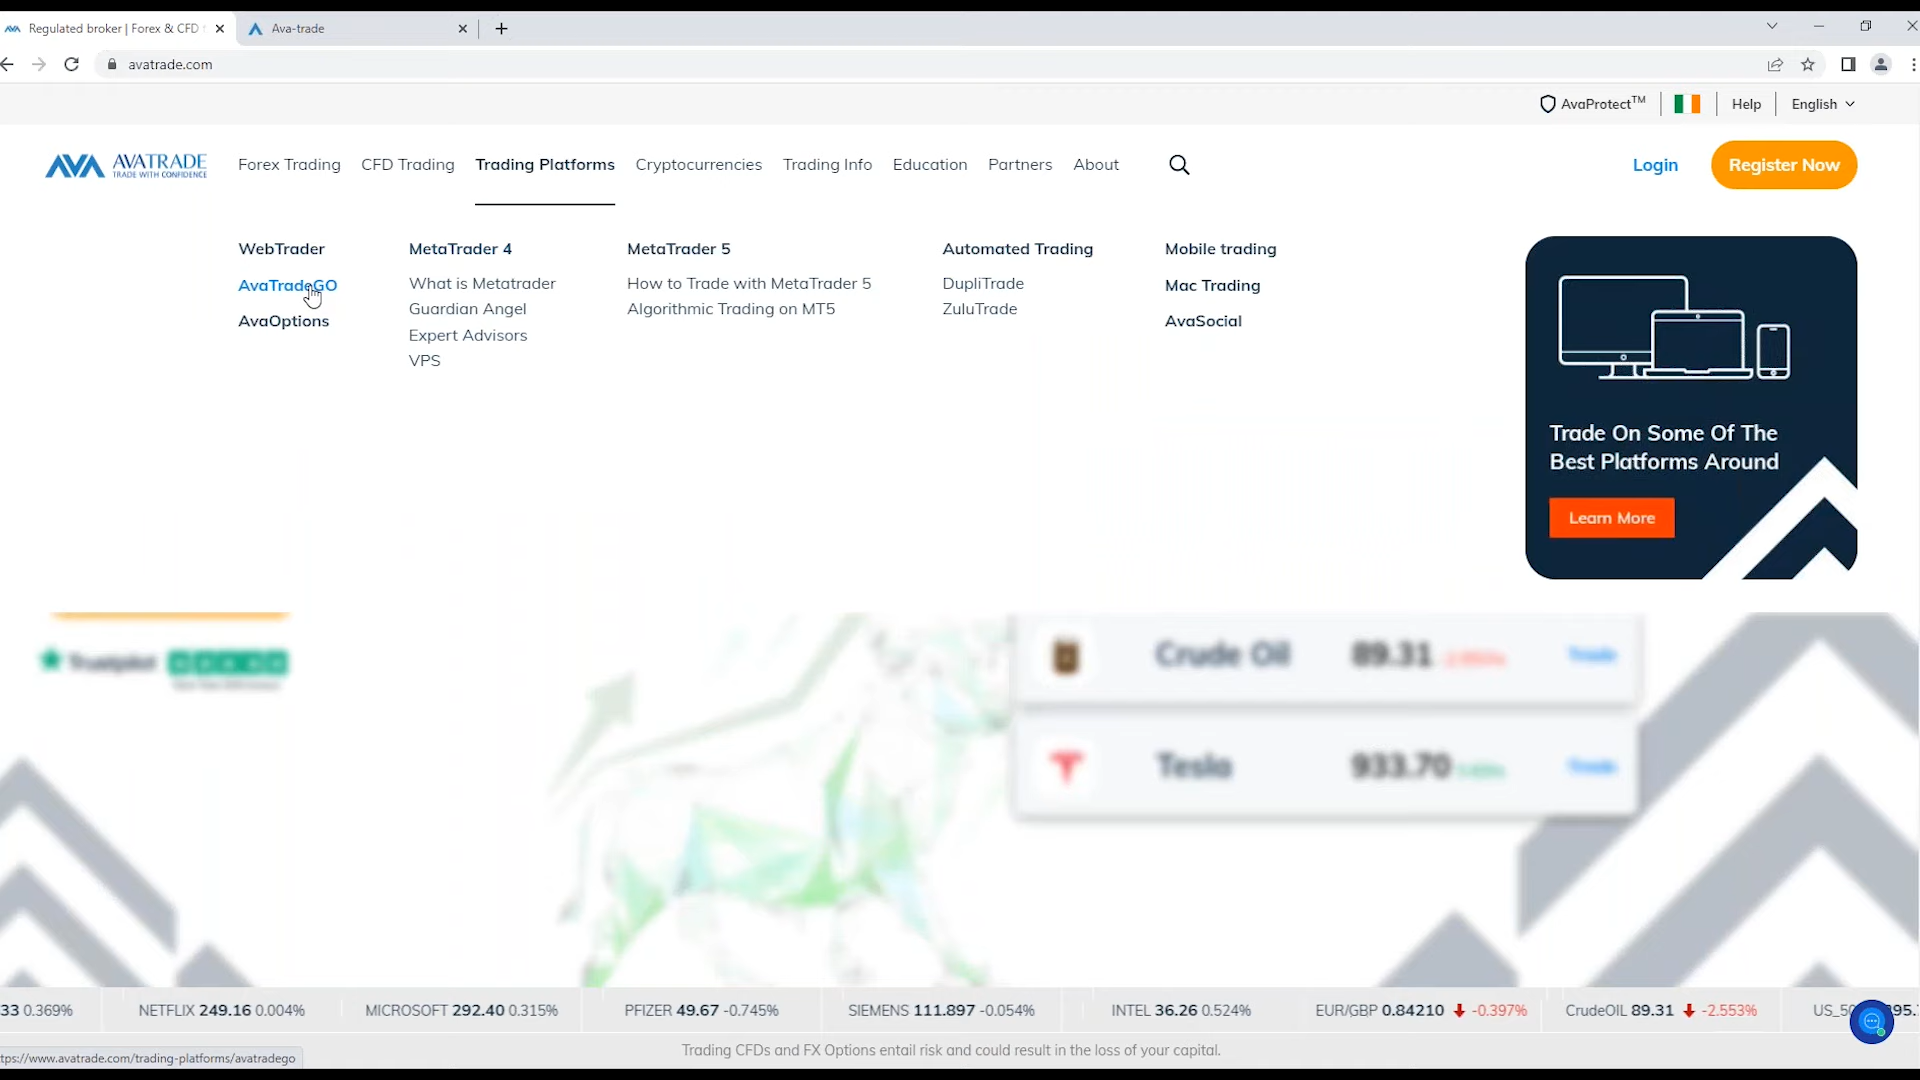 Regulated broker | Forex & CFD
Ava-trade
avatrade.com
AvaProtect™
Help
English
AVATRADE
TRADE WITH CONFIDENCE
Forex Trading
CFD Trading
Trading Platforms
Cryptocurrencies
Trading Info
Education
Partners
About
Login
Register Now
WebTrader
AvaTradeGO
AvaOptions
MetaTrader 4
What is Metatrader
Guardian Angel
Expert Advisors
VPS
MetaTrader 5
How to Trade with MetaTrader 5
Algorithmic Trading on MT5
Automated Trading
DupliTrade
ZuluTrade
Mobile trading
Mac Trading
AvaSocial
Trade On Some Of The
Best Platforms Around
Learn More
Trustpilot
Crude Oil 89.31 Trade
Tesla 933.70 Trade
33 0.369%
NETFLIX 249.16 0.004%
MICROSOFT 292.40 0.315%
PFIZER 49.67 -0.745%
SIEMENS 111.897 -0.054%
INTEL 36.26 0.524%
EUR/GBP 0.84210 -0.397%
CrudeOIL 89.31 -2.553%
US_50
Trading CFDs and FX Options entail risk and could result in the loss of your capital.
tps://www.avatrade.com/trading-platforms/avatradego